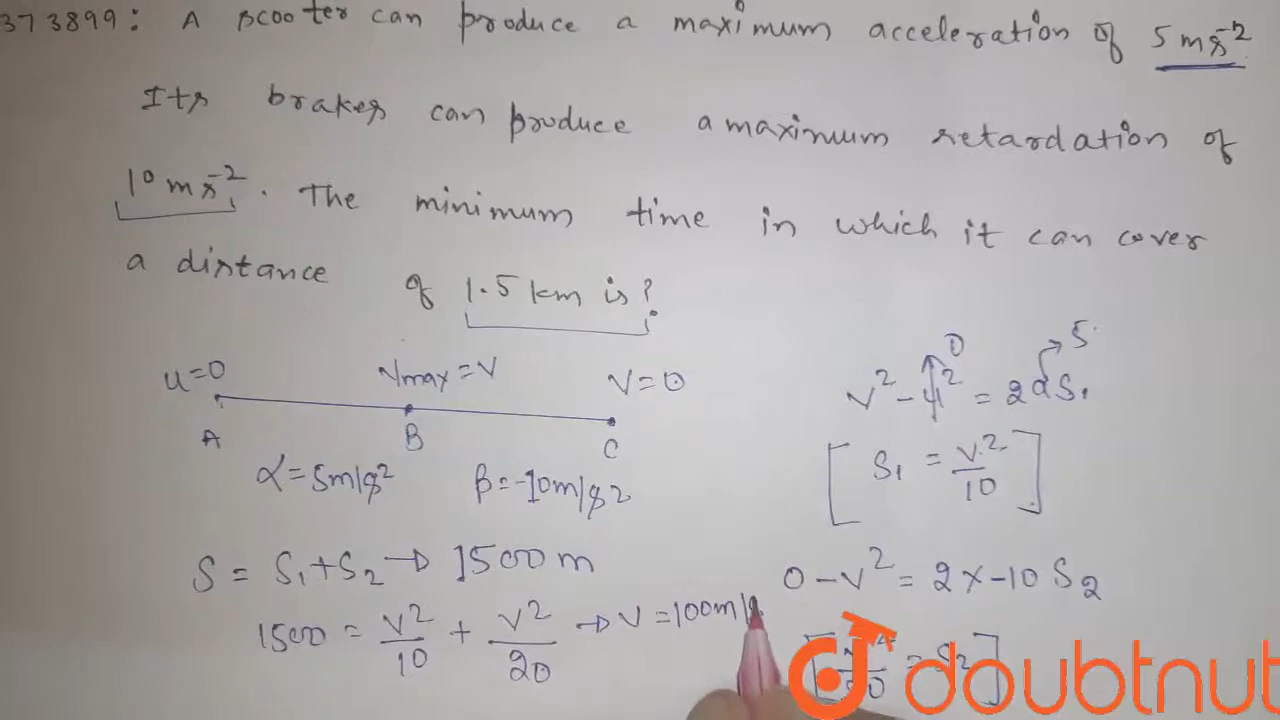 373899: A scooter can produce a maximum acceleration of 5 ms⁻²
Its brakes can produce a maximum retardation of
10 ms⁻². The minimum time in which it can cover
a distance of 1.5 km is?
u=0 Vmax=V V=0
A B C
α=5m/s² β=-10m/s2
S = S₁+S₂ → 1500 m
1500 = V²/10 + V²/20 → V = 100m/s
V² - u² = 2αS₁
0 5
[S₁ = V²/10]
0 - V² = 2×-10 S₂
= S₂]
doubtnut